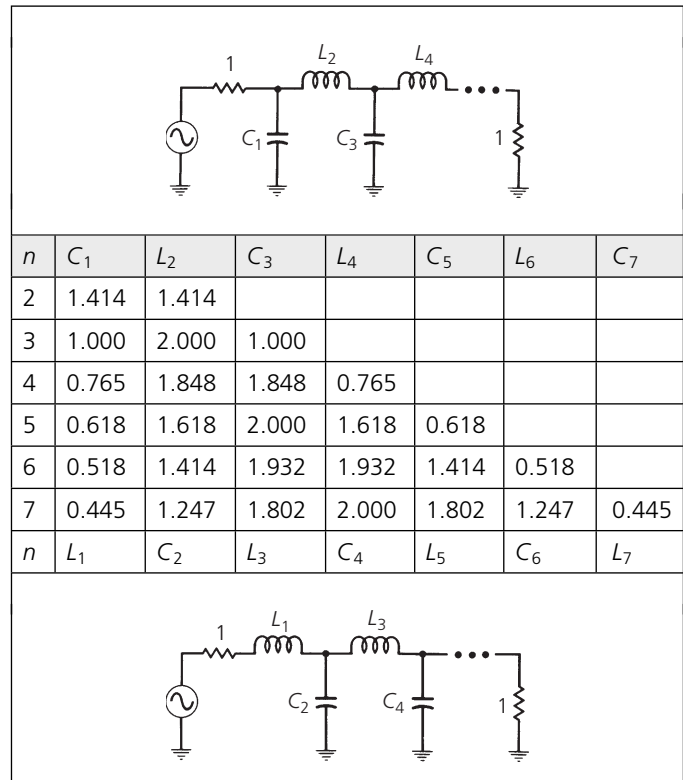 L2 L4
1
C1 C3 1
n C1 L2 C3 L4 C5 L6 C7
2 1.414 1.414
3 1.000 2.000 1.000
4 0.765 1.848 1.848 0.765
5 0.618 1.618 2.000 1.618 0.618
6 0.518 1.414 1.932 1.932 1.414 0.518
7 0.445 1.247 1.802 2.000 1.802 1.247 0.445
n L1 C2 L3 C4 L5 C6 L7
1 L1 L3
C2 C4 1